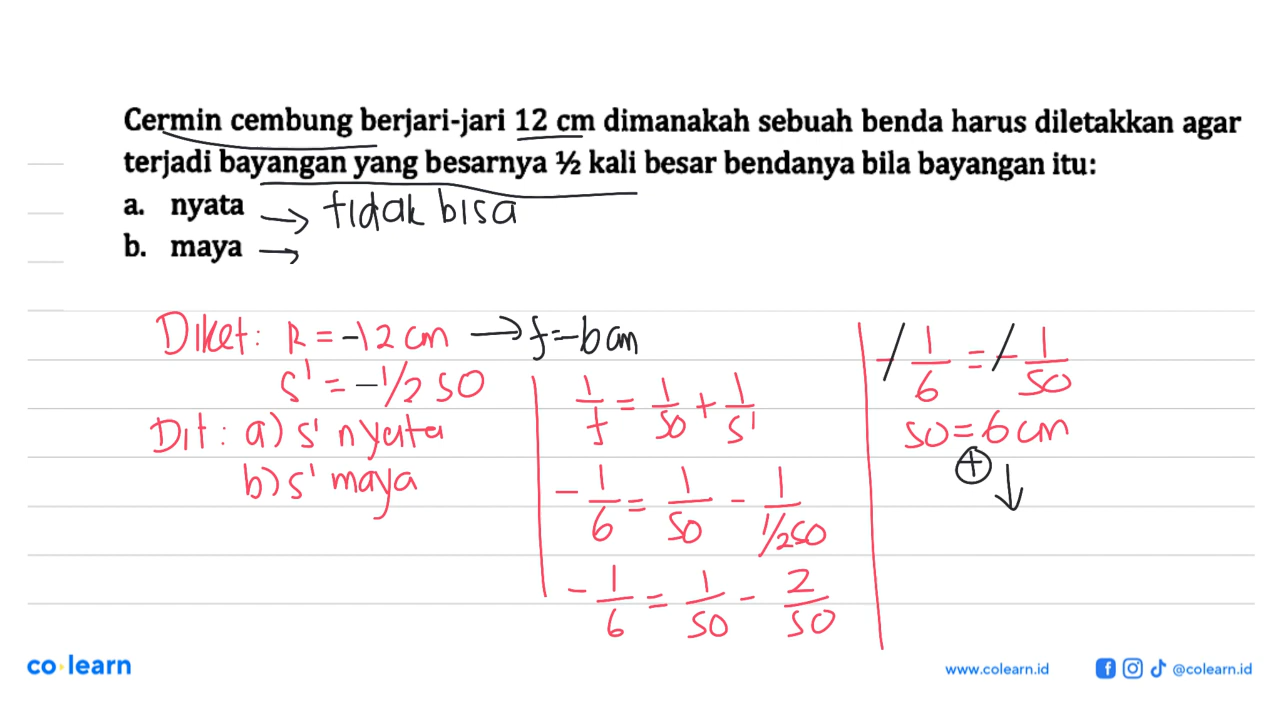 Cermin cembung berjari-jari 12 cm dimanakah sebuah benda harus diletakkan agar
terjadi bayangan yang besarnya ½ kali besar bendanya bila bayangan itu:
a. nyata → tidak bisa
b. maya →
Diket: R = -12 cm → f = -6 cm
s' = -1/2 so
Dit: a) s' nyata
b) s' maya
1/f = 1/so + 1/s'
- 1/6 = 1/so - 1/(1/2 so)
- 1/6 = 1/so - 2/so
- 1/6 = - 1/so
so = 6 cm
(+) ↓
co learn
www.colearn.id @colearn.id